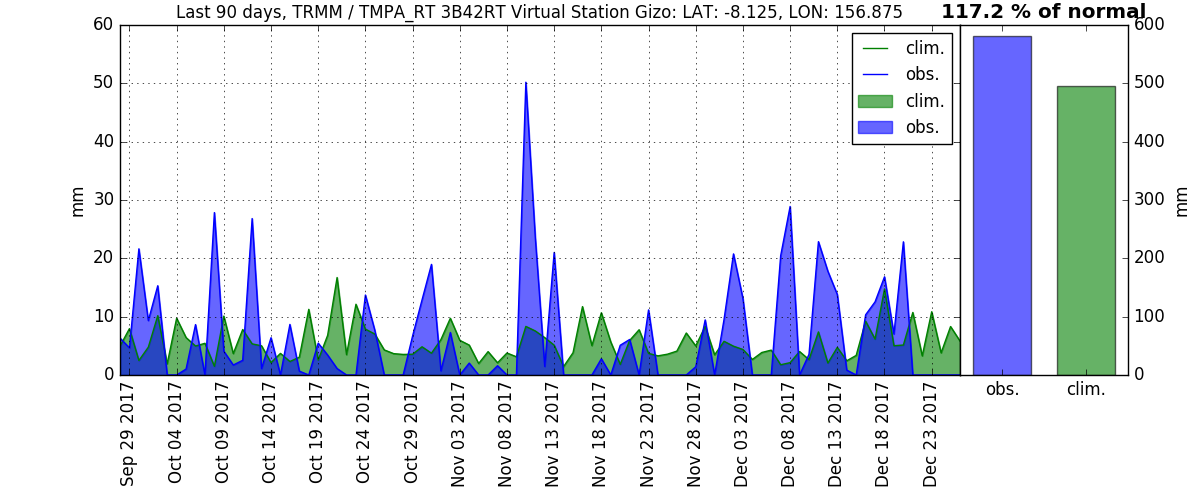 Last 90 days, TRMM / TMPA_RT 3B42RT Virtual Station Gizo: LAT: -8.125, LON: 156.875
117.2 % of normal
60
50
40
30
20
10
0
mm
clim.
obs.
clim.
obs.
600
500
400
300
200
100
0
mm
Sep 29 2017
Oct 04 2017
Oct 09 2017
Oct 14 2017
Oct 19 2017
Oct 24 2017
Oct 29 2017
Nov 03 2017
Nov 08 2017
Nov 13 2017
Nov 18 2017
Nov 23 2017
Nov 28 2017
Dec 03 2017
Dec 08 2017
Dec 13 2017
Dec 18 2017
Dec 23 2017
obs.
clim.